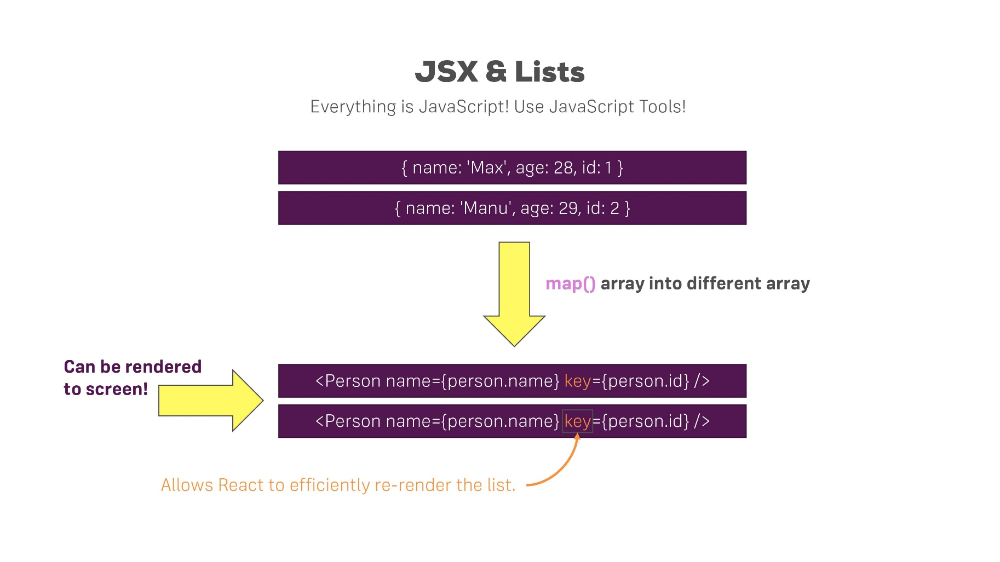 JSX & Lists
Everything is JavaScript! Use JavaScript Tools!
{ name: 'Max', age: 28, id: 1 }
{ name: 'Manu', age: 29, id: 2 }
map() array into different array
Can be rendered
to screen!
<Person name={person.name} key={person.id} />
<Person name={person.name} key={person.id} />
Allows React to efficiently re-render the list.